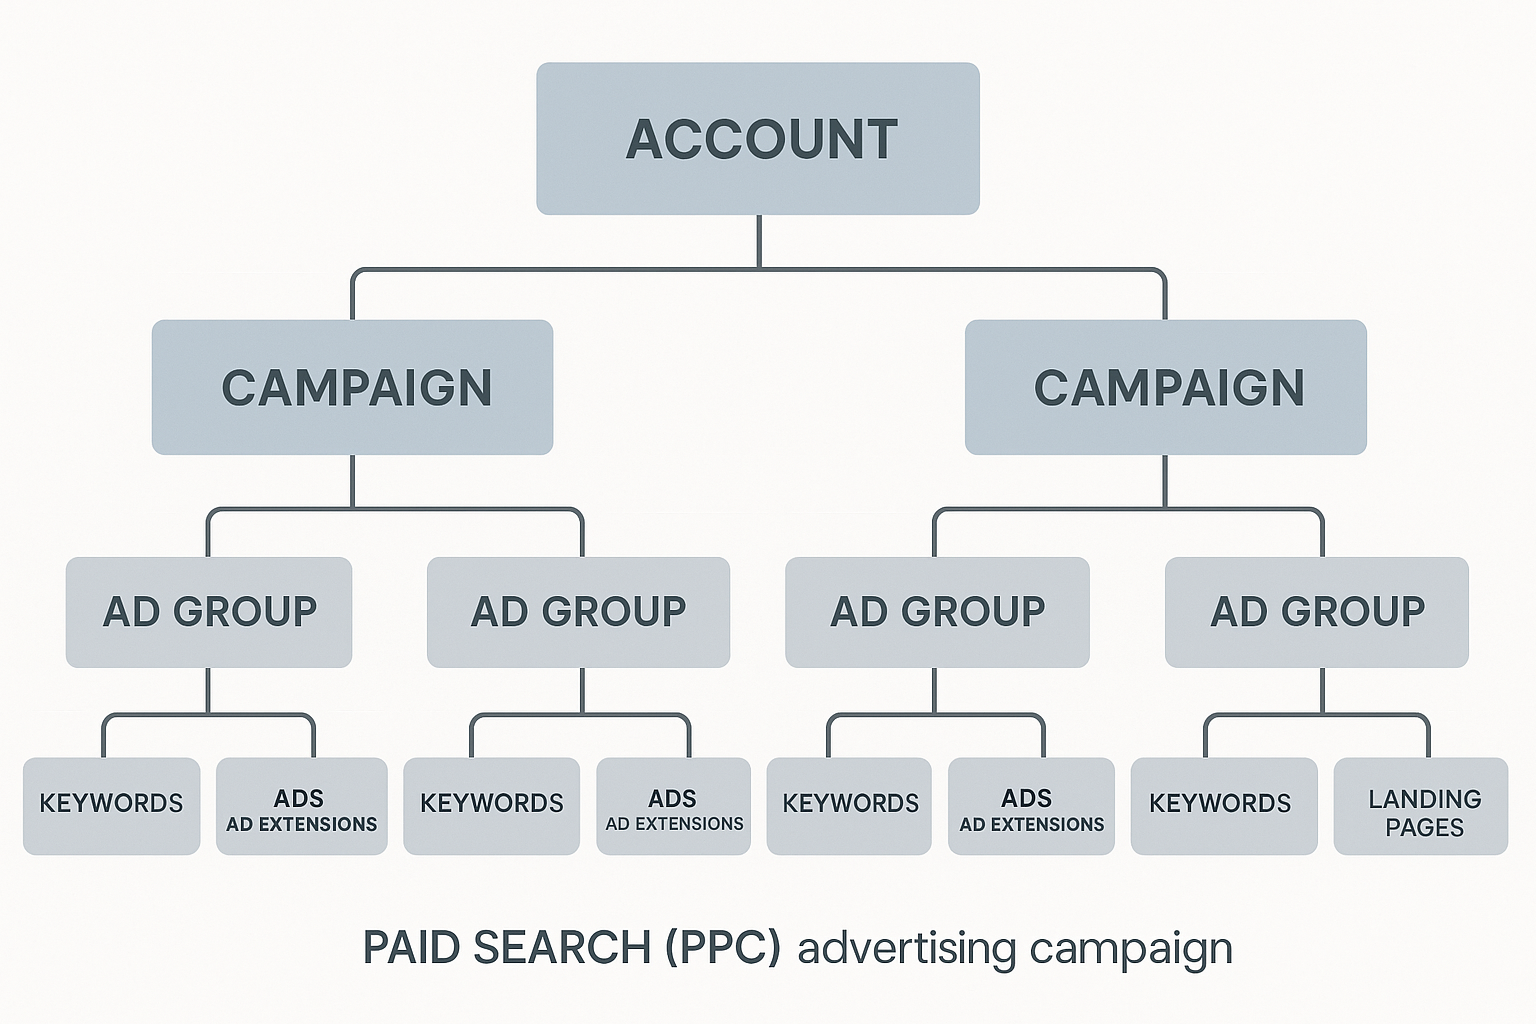 ACCOUNT
CAMPAIGN
CAMPAIGN
AD GROUP
AD GROUP
AD GROUP
AD GROUP
KEYWORDS
ADS
AD EXTENSIONS
KEYWORDS
ADS
AD EXTENSIONS
KEYWORDS
ADS
AD EXTENSIONS
KEYWORDS
LANDING
PAGES
PAID SEARCH (PPC) advertising campaign